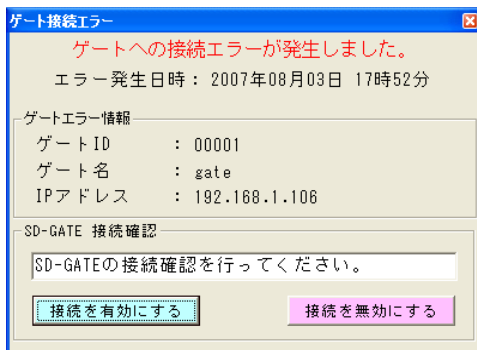 ゲート接続エラー
ゲートへの接続エラーが発生しました。
エラー発生日時： 2007年08月03日 17時52分
ゲートエラー情報
ゲートID ： 00001
ゲート名 ： gate
IPアドレス ： 192.168.1.106
SD-GATE 接続確認
SD-GATEの接続確認を行ってください。
接続を有効にする 接続を無効にする